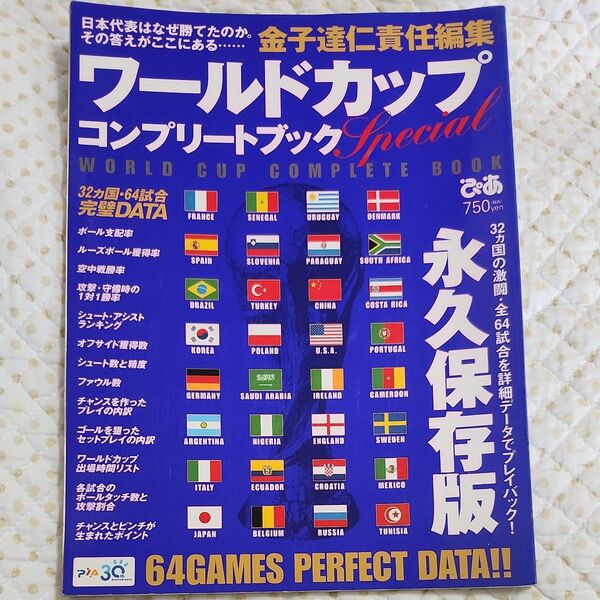 日本代表はなぜ勝てたのか。
その答えがここにある……
金子達仁責任編集
ワールドカップ
コンプリートブック
Special
WORLD CUP COMPLETE BOOK
ぴあ
750yen
(税込)
32ヵ国・64試合
完璧DATA
ボール支配率
ルーズボール獲得率
空中戦勝率
攻撃・守備時の
1対1勝率
シュート・アシスト
ランキング
オフサイド獲得数
シュート数と精度
ファウル数
チャンスを作った
プレイの内訳
ゴールを狙った
セットプレイの内訳
ワールドカップ
出場時間リスト
各試合の
ボールタッチ数と
攻撃割合
チャンスとピンチが
生まれたポイント
FRANCE SENEGAL URUGUAY DENMARK
SPAIN SLOVENIA PARAGUAY SOUTH AFRICA
BRAZIL TURKEY CHINA COSTA RICA
KOREA POLAND U.S.A. PORTUGAL
GERMANY SAUDI ARABIA IRELAND CAMEROON
ARGENTINA NIGERIA ENGLAND SWEDEN
ITALY ECUADOR CROATIA MEXICO
JAPAN BELGIUM RUSSIA TUNISIA
32ヵ国の激闘・全64試合を詳細データでプレイバック!
永久保存版
PIA 30th
Anniversary
64GAMES PERFECT DATA!!